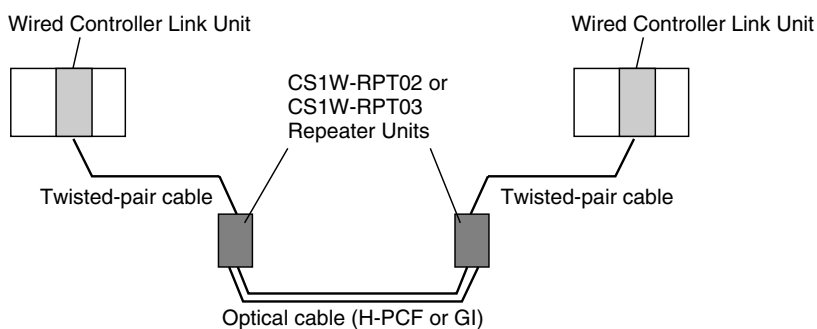 Wired Controller Link Unit
Wired Controller Link Unit
CS1W-RPT02 or
CS1W-RPT03
Repeater Units
Twisted-pair cable
Twisted-pair cable
Optical cable (H-PCF or GI)